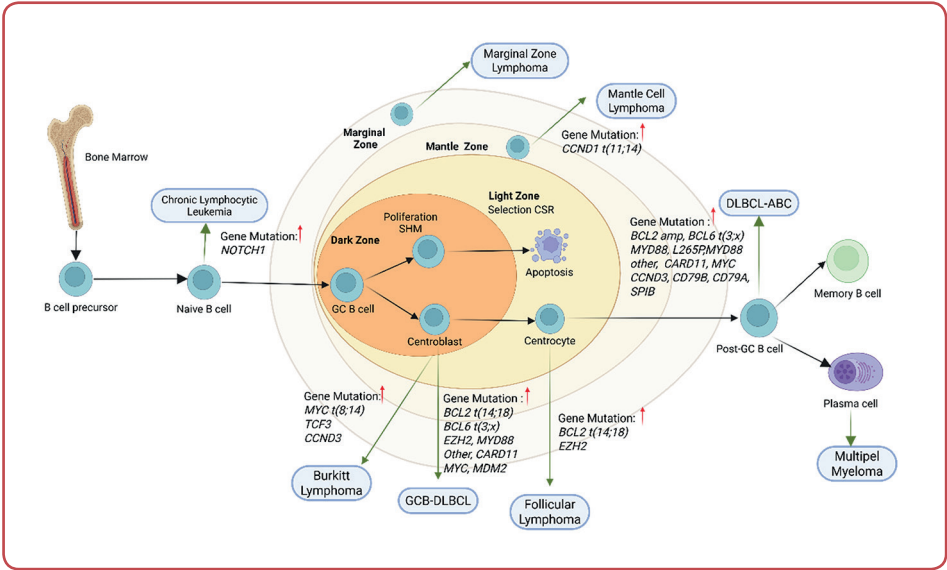 Marginal Zone
Lymphoma
Mantle Cell
Lymphoma
Gene Mutation:
CCND1 t(11;14)
Marginal
Zone
Mantle Zone
Bone Marrow
Chronic Lymphocytic
Leukemia
Gene Mutation:
NOTCH1
Light Zone
Selection CSR
Poliferation
SHM
Dark Zone
DLBCL-ABC
Gene Mutation :
BCL2 amp, BCL6 t(3;x)
MYD88, L265P,MYD88
other, CARD11, MYC
CCND3, CD79B, CD79A,
SPIB
Apoptosis
B cell precursor
Naive B cell
GC B cell
Centroblast
Centrocyte
Post-GC B cell
Memory B cell
Plasma cell
Gene Mutation:
MYC t(8;14)
TCF3
CCND3
Gene Mutation :
BCL2 t(14;18)
BCL6 t(3;x)
EZH2, MYD88
Other, CARD11
MYC, MDM2
Gene Mutation:
BCL2 t(14;18)
EZH2
Burkitt
Lymphoma
GCB-DLBCL
Follicular
Lymphoma
Multipel
Myeloma